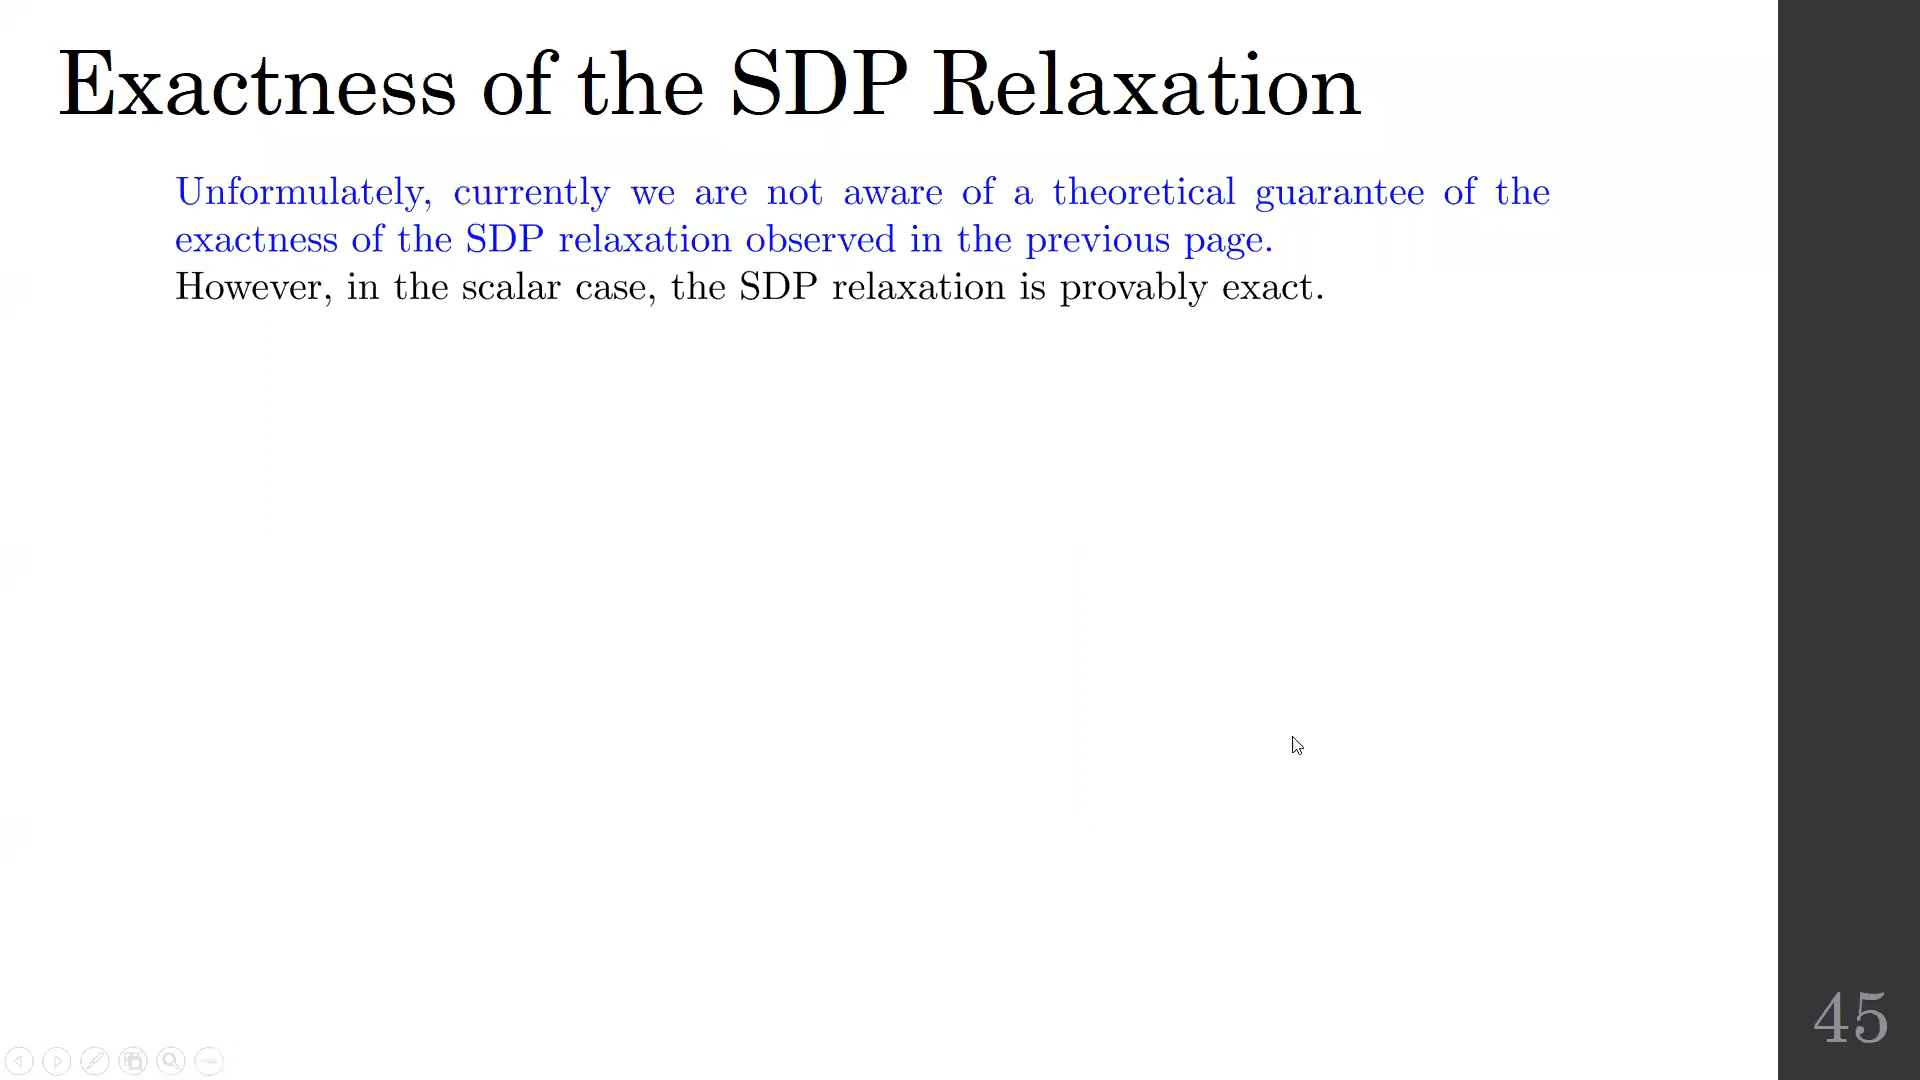 Exactness of the SDP Relaxation
Unformulately, currently we are not aware of a theoretical guarantee of the
exactness of the SDP relaxation observed in the previous page.
However, in the scalar case, the SDP relaxation is provably exact.
45